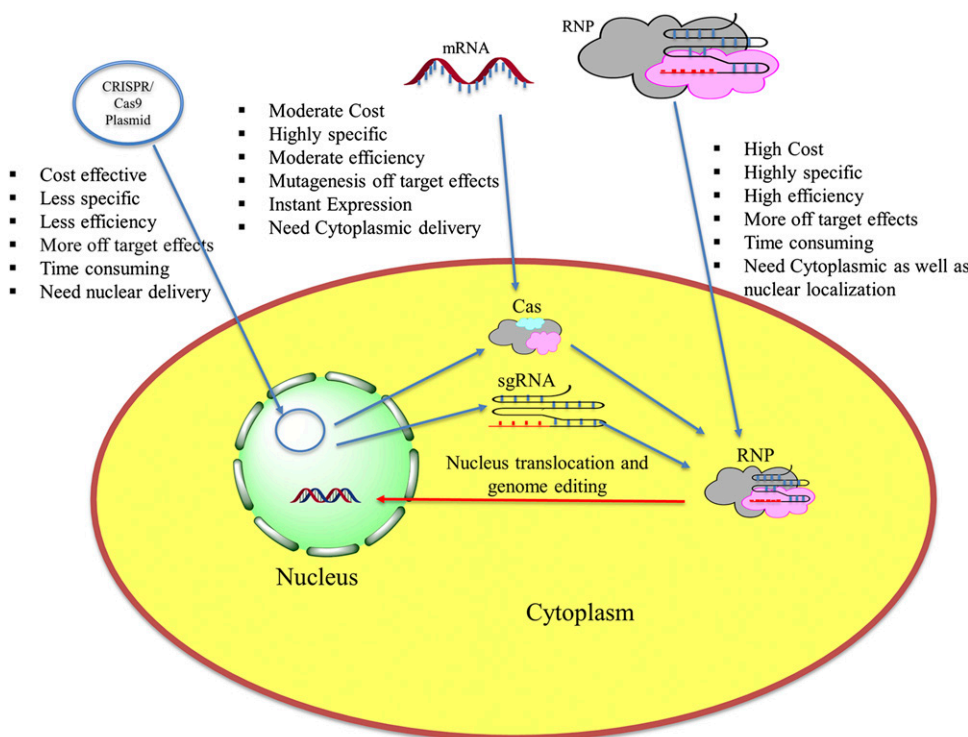 CRISPR/
Cas9
Plasmid
Cost effective
Less specific
Less efficiency
More off target effects
Time consuming
Need nuclear delivery
mRNA
Moderate Cost
Highly specific
Moderate efficiency
Mutagenesis off target effects
Instant Expression
Need Cytoplasmic delivery
RNP
High Cost
Highly specific
High efficiency
More off target effects
Time consuming
Need Cytoplasmic as well as
nuclear localization
Cas
sgRNA
RNP
Nucleus translocation and
genome editing
Nucleus
Cytoplasm